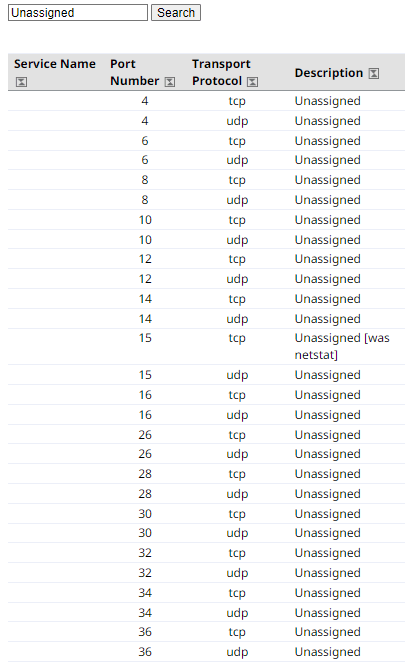 Unassigned Search
Service Name Port Number Transport Protocol Description
4 tcp Unassigned
4 udp Unassigned
6 tcp Unassigned
6 udp Unassigned
8 tcp Unassigned
8 udp Unassigned
10 tcp Unassigned
10 udp Unassigned
12 tcp Unassigned
12 udp Unassigned
14 tcp Unassigned
14 udp Unassigned
15 tcp Unassigned [was
netstat]
15 udp Unassigned
16 tcp Unassigned
16 udp Unassigned
26 tcp Unassigned
26 udp Unassigned
28 tcp Unassigned
28 udp Unassigned
30 tcp Unassigned
30 udp Unassigned
32 tcp Unassigned
32 udp Unassigned
34 tcp Unassigned
34 udp Unassigned
36 tcp Unassigned
36 udp Unassigned